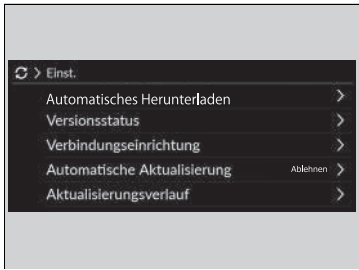 Einst.
Automatisches Herunterladen
Versionsstatus
Verbindungseinrichtung
Automatische Aktualisierung Ablehnen
Aktualisierungsverlauf